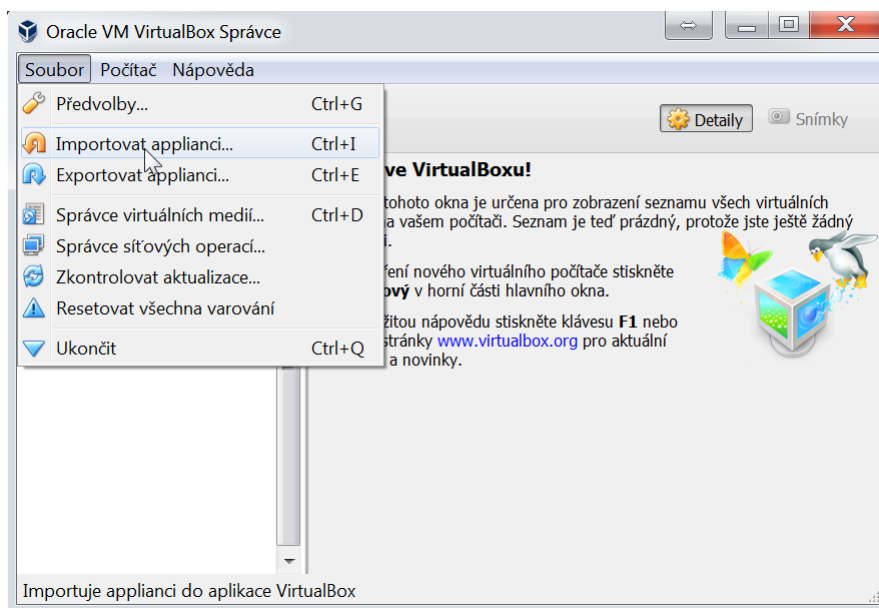 Oracle VM VirtualBox Správce
Soubor Počítač Nápověda
Předvolby... Ctrl+G
Importovat applianci... Ctrl+I
Exportovat applianci... Ctrl+E
Správce virtuálních medií... Ctrl+D
Správce síťových operací...
Zkontrolovat aktualizace...
Resetovat všechna varování
Ukončit Ctrl+Q
Detaily Snímky
ve VirtualBoxu!
tohoto okna je určena pro zobrazení seznamu všech virtuálních
a vašem počítači. Seznam je teď prázdný, protože jste ještě žádný
ření nového virtuálního počítače stiskněte
ový v horní části hlavního okna.
žitou nápovědu stiskněte klávesu F1 nebo
stránky www.virtualbox.org pro aktuální
a novinky.
Importuje applianci do aplikace VirtualBox